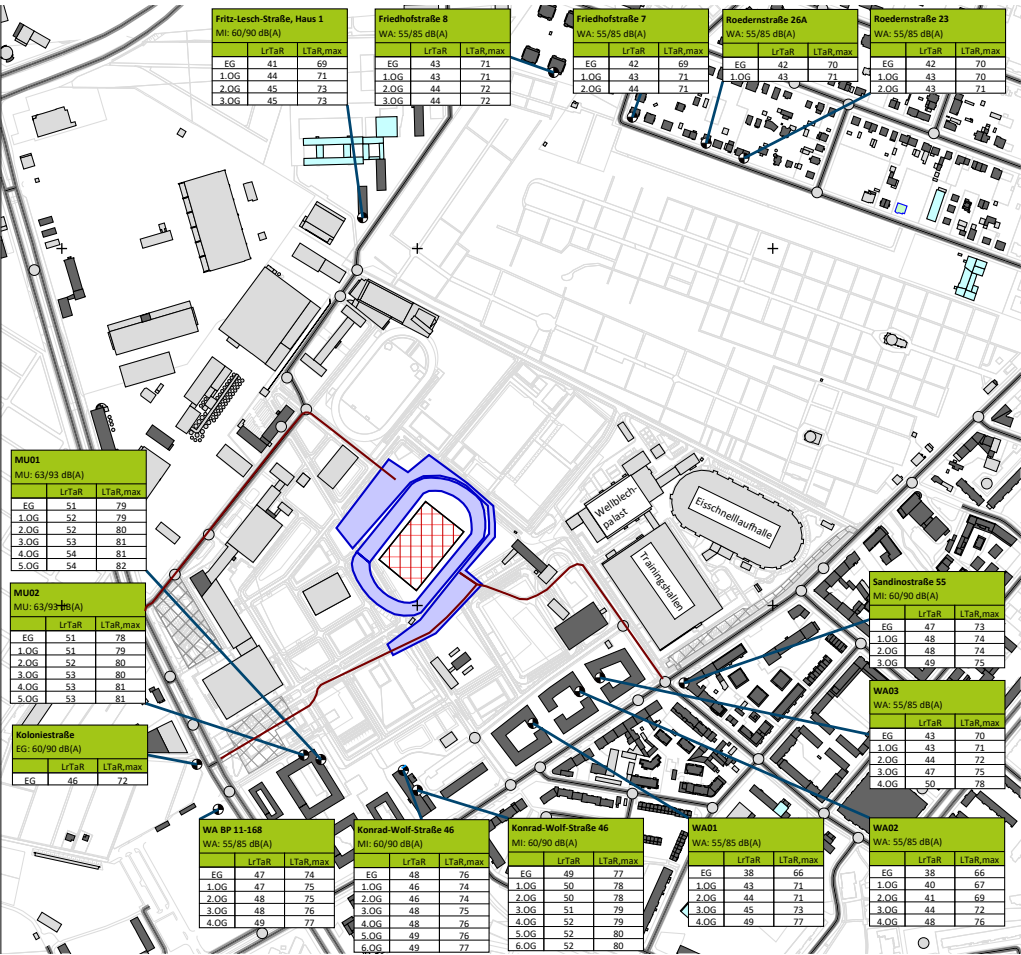 Fritz-Lesch-Straße, Haus 1
MI: 60/90 dB(A)
LrTaR LTaR,max
EG 41 69
1.OG 44 71
2.OG 45 73
3.OG 45 73
Friedhofstraße 8
WA: 55/85 dB(A)
LrTaR LTaR,max
EG 43 71
1.OG 43 71
2.OG 44 72
3.OG 44 72
Friedhofstraße 7
WA: 55/85 dB(A)
LrTaR LTaR,max
EG 42 69
1.OG 43 71
2.OG 44 71
Roedernstraße 26A
WA: 55/85 dB(A)
LrTaR LTaR,max
EG 42 70
1.OG 43 71
Roedernstraße 23
WA: 55/85 dB(A)
LrTaR LTaR,max
EG 42 70
1.OG 43 70
2.OG 43 71
MU01
MU: 63/93 dB(A)
LrTaR LTaR,max
EG 51 79
1.OG 52 79
2.OG 52 80
3.OG 53 81
4.OG 54 81
5.OG 54 82
Wellblech-
palast
Eisschnellaufhalle
Trainingshallen
MU02
MU: 63/93 dB(A)
LrTaR LTaR,max
EG 51 78
1.OG 51 79
2.OG 52 80
3.OG 53 80
4.OG 53 81
5.OG 53 81
Sandinostraße 55
MI: 60/90 dB(A)
LrTaR LTaR,max
EG 47 73
1.OG 48 74
2.OG 48 74
3.OG 49 75
WA03
WA: 55/85 dB(A)
LrTaR LTaR,max
EG 43 70
1.OG 43 71
2.OG 44 72
3.OG 47 75
4.OG 50 78
Koloniestraße
EG: 60/90 dB(A)
LrTaR LTaR,max
EG 46 72
WA BP 11-168
WA: 55/85 dB(A)
LrTaR LTaR,max
EG 47 74
1.OG 47 75
2.OG 48 75
3.OG 48 76
4.OG 49 77
Konrad-Wolf-Straße 46
MI: 60/90 dB(A)
LrTaR LTaR,max
EG 48 76
1.OG 46 74
2.OG 46 74
3.OG 48 75
4.OG 48 76
5.OG 49 76
6.OG 49 77
Konrad-Wolf-Straße 46
MI: 60/90 dB(A)
LrTaR LTaR,max
EG 49 77
1.OG 50 78
2.OG 50 78
3.OG 51 79
4.OG 52 79
5.OG 52 80
6.OG 52 80
WA01
WA: 55/85 dB(A)
LrTaR LTaR,max
EG 38 66
1.OG 43 71
2.OG 44 71
3.OG 45 73
4.OG 49 77
WA02
WA: 55/85 dB(A)
LrTaR LTaR,max
EG 38 66
1.OG 40 67
2.OG 41 69
3.OG 44 72
4.OG 48 76